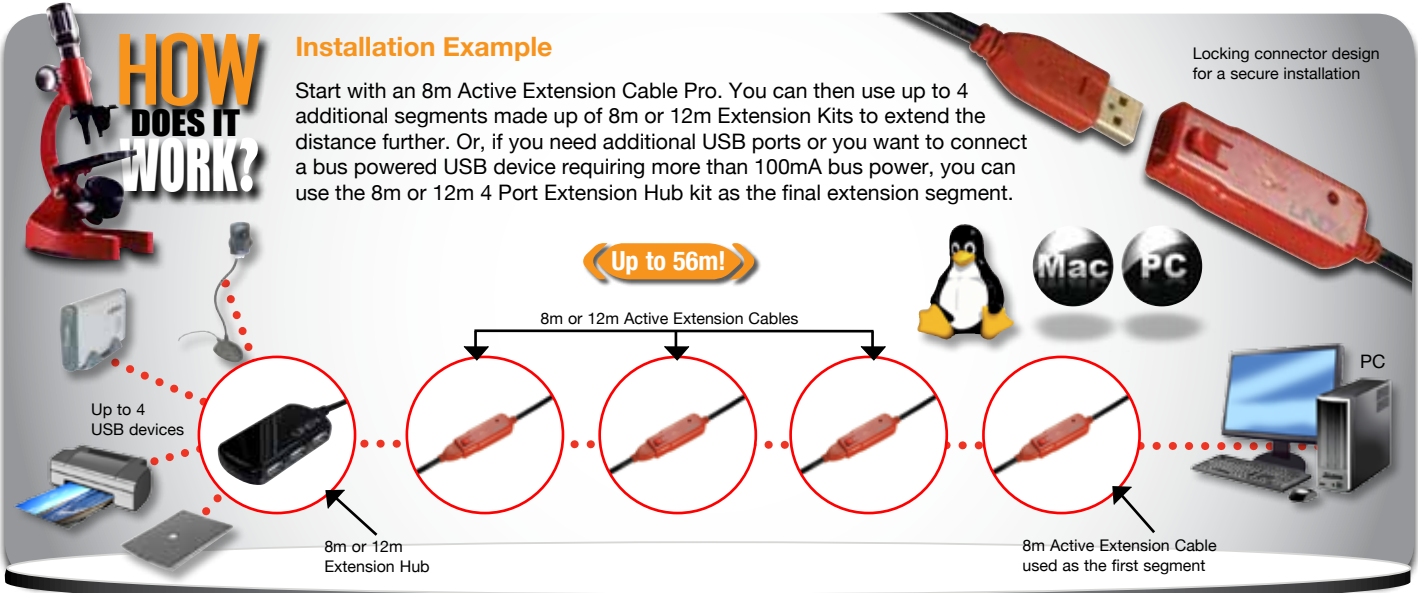 HOW
DOES IT
WORK?
Installation Example
Start with an 8m Active Extension Cable Pro. You can then use up to 4
additional segments made up of 8m or 12m Extension Kits to extend the
distance further. Or, if you need additional USB ports or you want to connect
a bus powered USB device requiring more than 100mA bus power, you can
use the 8m or 12m 4 Port Extension Hub kit as the final extension segment.
Locking connector design
for a secure installation
LINDY
Up to 56m!
Mac
PC
8m or 12m Active Extension Cables
PC
Up to 4
USB devices
8m or 12m
Extension Hub
8m Active Extension Cable
used as the first segment